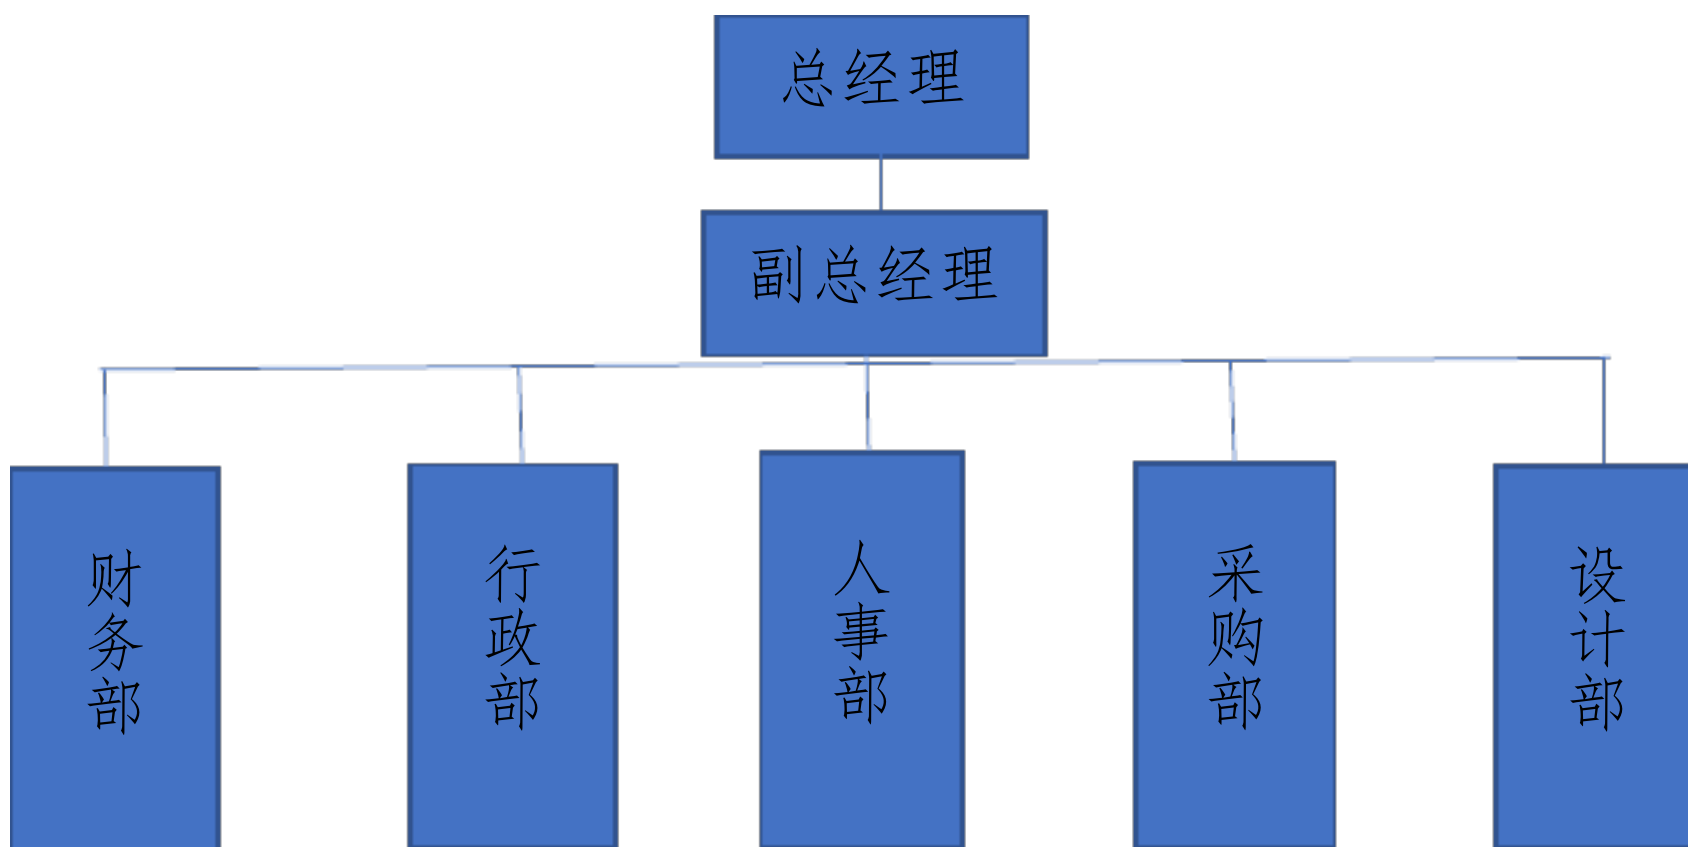 总经理
副总经理
财务部
行政部
人事部
采购部
设计部